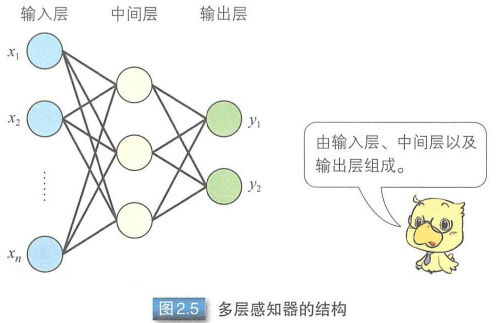 输入层 中间层 输出层
x1
x2
y1
由输入层、中间层以及
输出层组成。
y2
……
xn
图2.5 多层感知器的结构